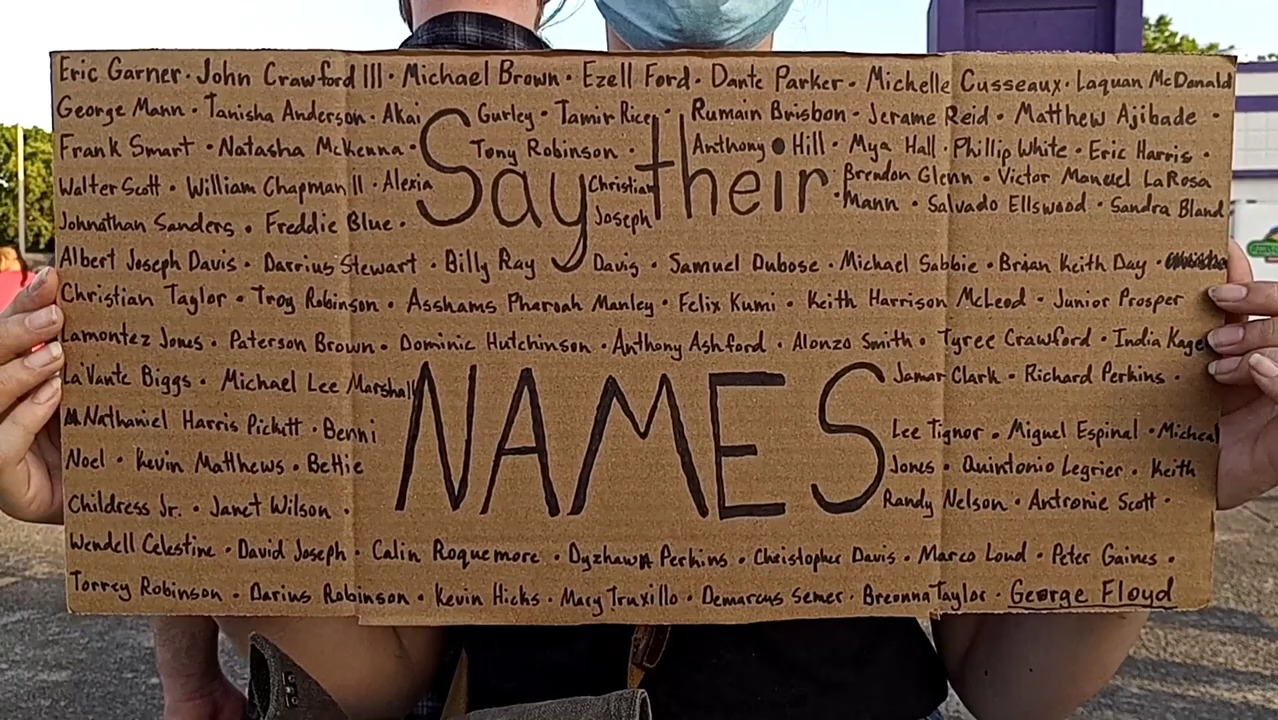 Eric Garner · John Crawford III · Michael Brown · Ezell Ford · Dante Parker · Michelle Cusseaux · Laquan McDonald
George Mann · Tanisha Anderson · Akai Gurley · Tamir Rice · Rumain Brisbon · Jerame Reid · Matthew Ajibade ·
Frank Smart · Natasha McKenna · Tony Robinson · Anthony Hill · Mya Hall · Phillip White · Eric Harris ·
Say their
Walter Scott · William Chapman II · Alexia Christian · Brendon Glenn · Victor Manuel LaRosa
Johnathan Sanders · Freddie Blue · Joseph Mann · Salvado Ellswood · Sandra Bland
Albert Joseph Davis · Darrius Stewart · Billy Ray Davis · Samuel Dubose · Michael Sabbie · Brian Keith Day ·
Christian Taylor · Troy Robinson · Asshams Pharoah Manley · Felix Kumi · Keith Harrison McLeod · Junior Prosper
Lamontez Jones · Paterson Brown · Dominic Hutchinson · Anthony Ashford · Alonzo Smith · Tyree Crawford · India Kage
La'Vante Biggs · Michael Lee Marshall Jamar Clark · Richard Perkins ·
NAMES
Nathaniel Harris Pickett · Benni Lee Tignor · Miguel Espinal · Micheal
Noel · Kevin Matthews · Bettie Jones · Quintonio Legrier · Keith
Childress Jr. · Janet Wilson · Randy Nelson · Antronie Scott ·
Wendell Celestine · David Joseph · Calin Roquemore · Dyzhawn Perkins · Christopher Davis · Marco Loud · Peter Gaines ·
Torrey Robinson · Darius Robinson · Kevin Hicks · Mary Truxillo · Demarcus Semer · Breonna Taylor · George Floyd